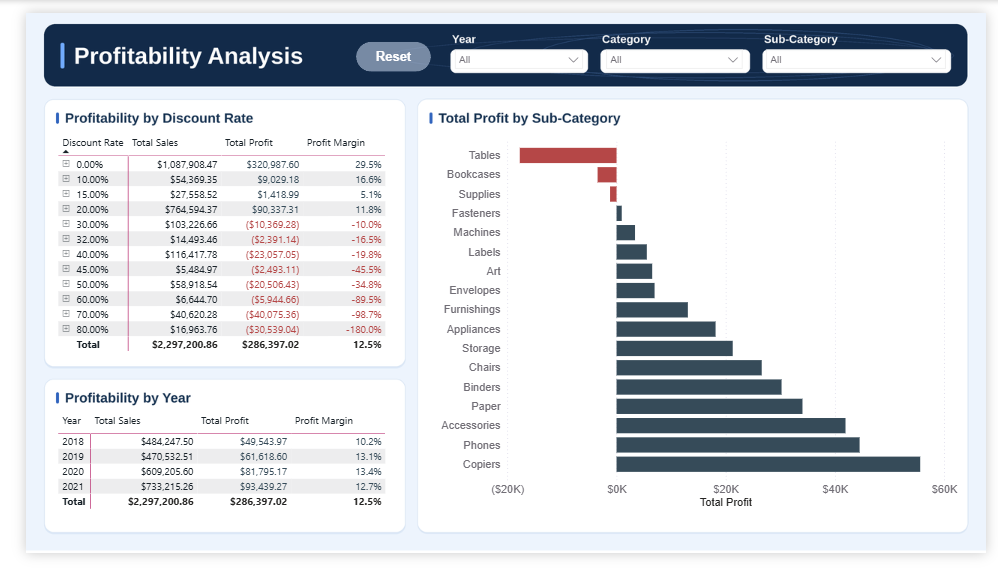 Profitability Analysis
Reset
Year
All
Category
All
Sub-Category
All
Profitability by Discount Rate
Discount Rate Total Sales Total Profit Profit Margin
0.00% $1,087,908.47 $320,987.60 29.5%
10.00% $54,369.35 $9,029.18 16.6%
15.00% $27,558.52 $1,418.99 5.1%
20.00% $764,594.37 $90,337.31 11.8%
30.00% $103,226.66 ($10,369.28) -10.0%
32.00% $14,493.46 ($2,391.14) -16.5%
40.00% $116,417.78 ($23,057.05) -19.8%
45.00% $5,484.97 ($2,493.11) -45.5%
50.00% $58,918.54 ($20,506.43) -34.8%
60.00% $6,644.70 ($5,944.66) -89.5%
70.00% $40,620.28 ($40,075.36) -98.7%
80.00% $16,963.76 ($30,539.04) -180.0%
Total $2,297,200.86 $286,397.02 12.5%
Profitability by Year
Year Total Sales Total Profit Profit Margin
2018 $484,247.50 $49,543.97 10.2%
2019 $470,532.51 $61,618.60 13.1%
2020 $609,205.60 $81,795.17 13.4%
2021 $733,215.26 $93,439.27 12.7%
Total $2,297,200.86 $286,397.02 12.5%
Total Profit by Sub-Category
Tables
Bookcases
Supplies
Fasteners
Machines
Labels
Art
Envelopes
Furnishings
Appliances
Storage
Chairs
Binders
Paper
Accessories
Phones
Copiers
($20K) $0K $20K $40K $60K
Total Profit